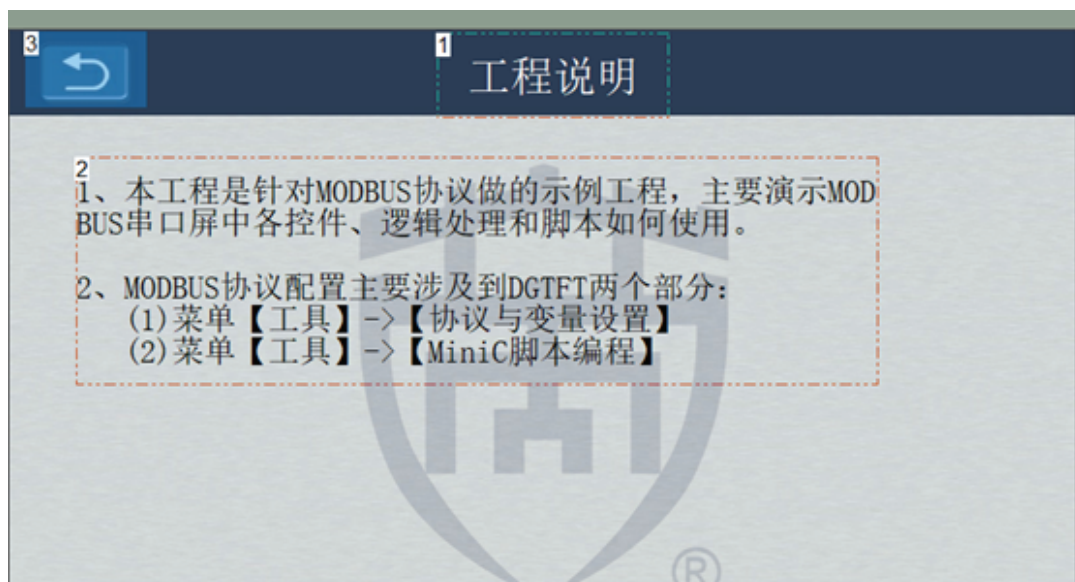 3
1
工程说明
2
1、本工程是针对MODBUS协议做的示例工程，主要演示MOD
BUS串口屏中各控件、逻辑处理和脚本如何使用。
2、MODBUS协议配置主要涉及到DGTFT两个部分：
(1)菜单【工具】->【协议与变量设置】
(2)菜单【工具】->【MiniC脚本编程】
®